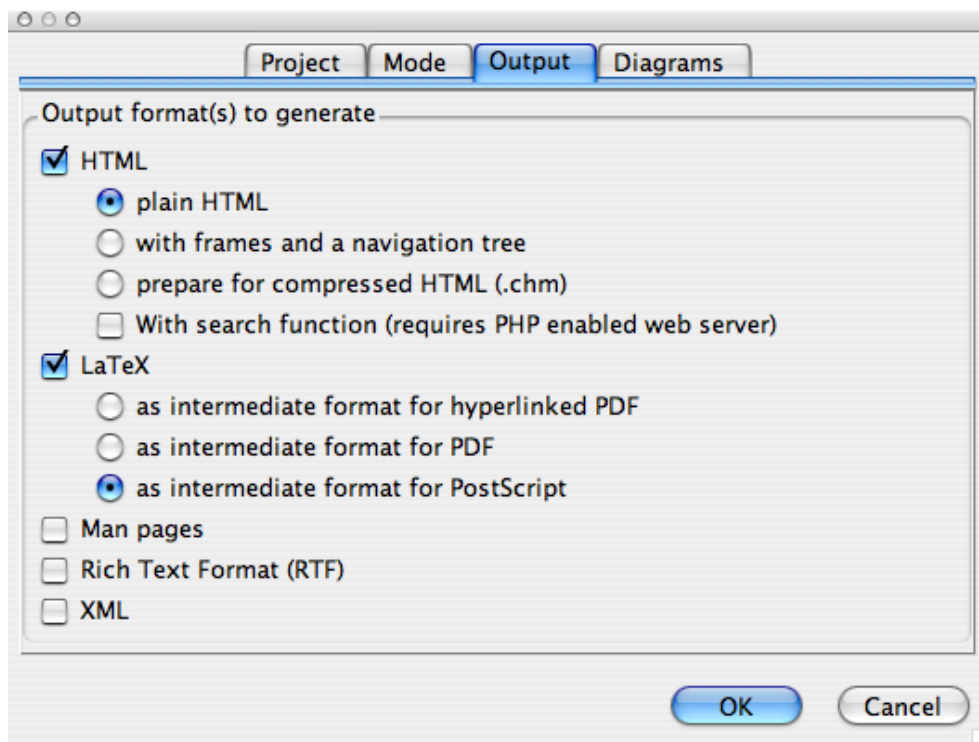 Project Mode Output Diagrams
Output format(s) to generate
HTML
plain HTML
with frames and a navigation tree
prepare for compressed HTML (.chm)
With search function (requires PHP enabled web server)
LaTeX
as intermediate format for hyperlinked PDF
as intermediate format for PDF
as intermediate format for PostScript
Man pages
Rich Text Format (RTF)
XML
OK Cancel